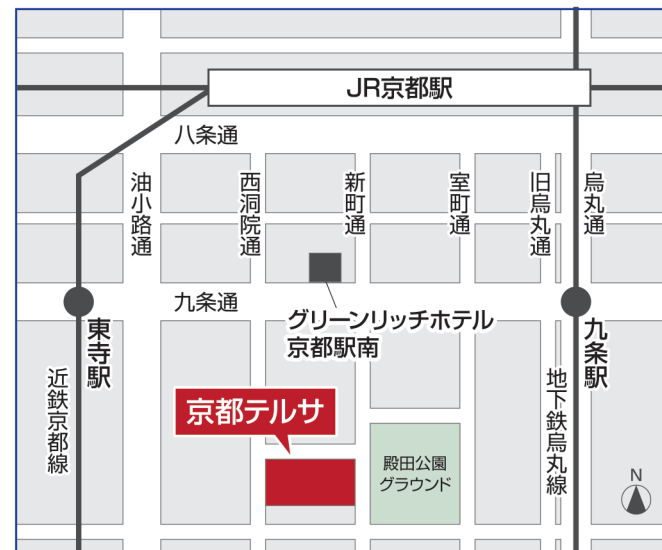 JR京都駅
八条通
油小路通
西洞院通
新町通
室町通
旧烏丸通
烏丸通
九条通
グリーンリッチホテル
京都駅南
東寺駅
九条駅
近鉄京都線
地下鉄烏丸線
京都テルサ
殿田公園
グラウンド
N